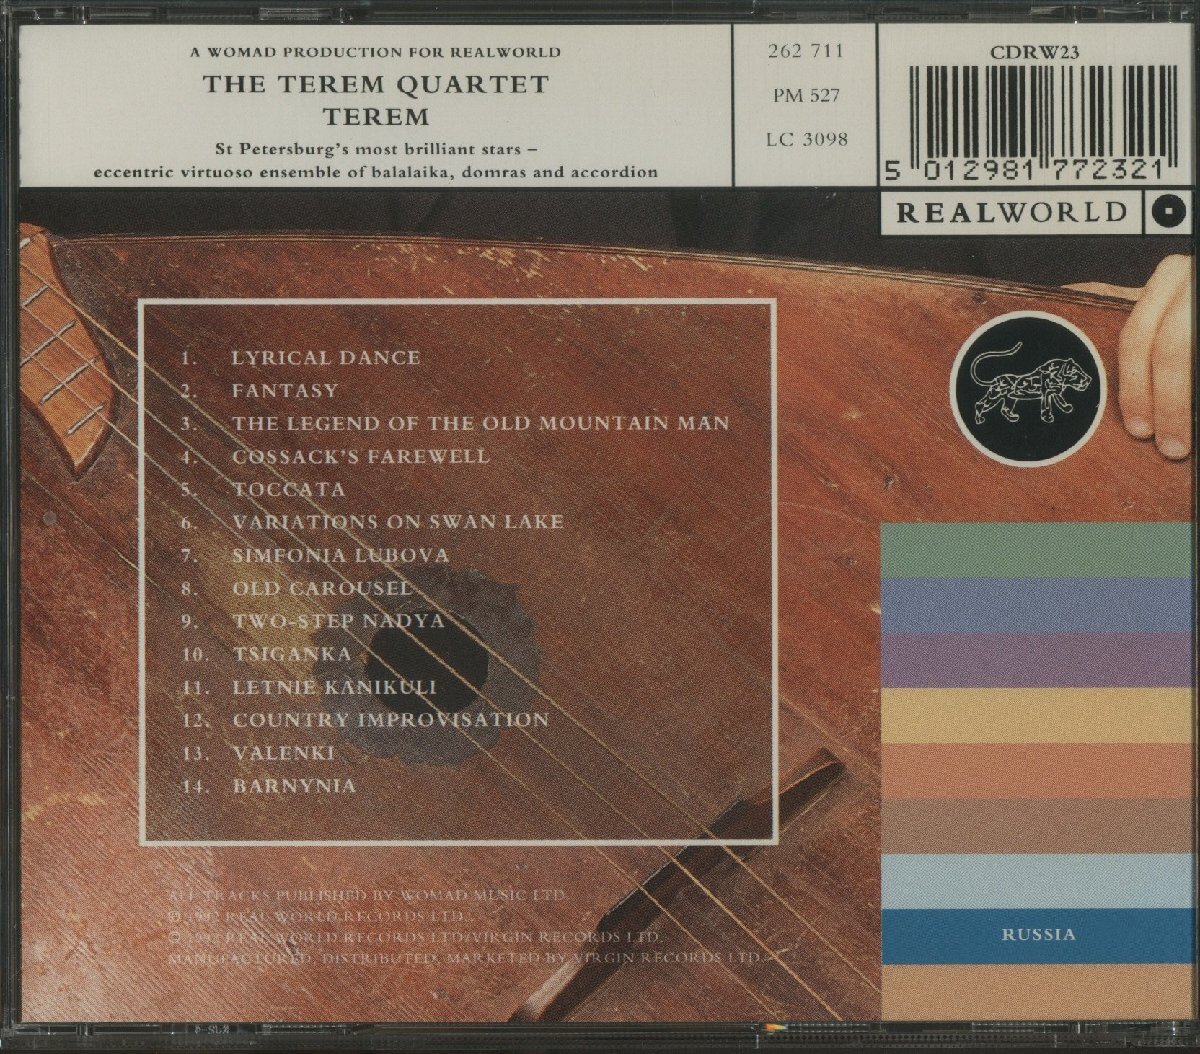 A WOMAD PRODUCTION FOR REALWORLD
THE TEREM QUARTET
TEREM
St Petersburg's most brilliant stars –
eccentric virtuoso ensemble of balalaika, domras and accordion
262 711
PM 527
LC 3098
CDRW23
5 012981 772321
REALWORLD
1. LYRICAL DANCE
2. FANTASY
3. THE LEGEND OF THE OLD MOUNTAIN MAN
4. COSSACK'S FAREWELL
5. TOCCATA
6. VARIATIONS ON SWAN LAKE
7. SIMFONIA LUBOVA
8. OLD CAROUSEL
9. TWO-STEP NADYA
10. TSIGANKA
11. LETNIE KANIKULI
12. COUNTRY IMPROVISATION
13. VALENKI
14. BARNYNIA
ALL TRACKS PUBLISHED BY WOMAD MUSIC LTD.
REAL WORLD RECORDS LTD.
REAL WORLD RECORDS LTD/VIRGIN RECORDS LTD.
MANUFACTURED, DISTRIBUTED, MARKETED BY VIRGIN RECORDS LTD.
RUSSIA